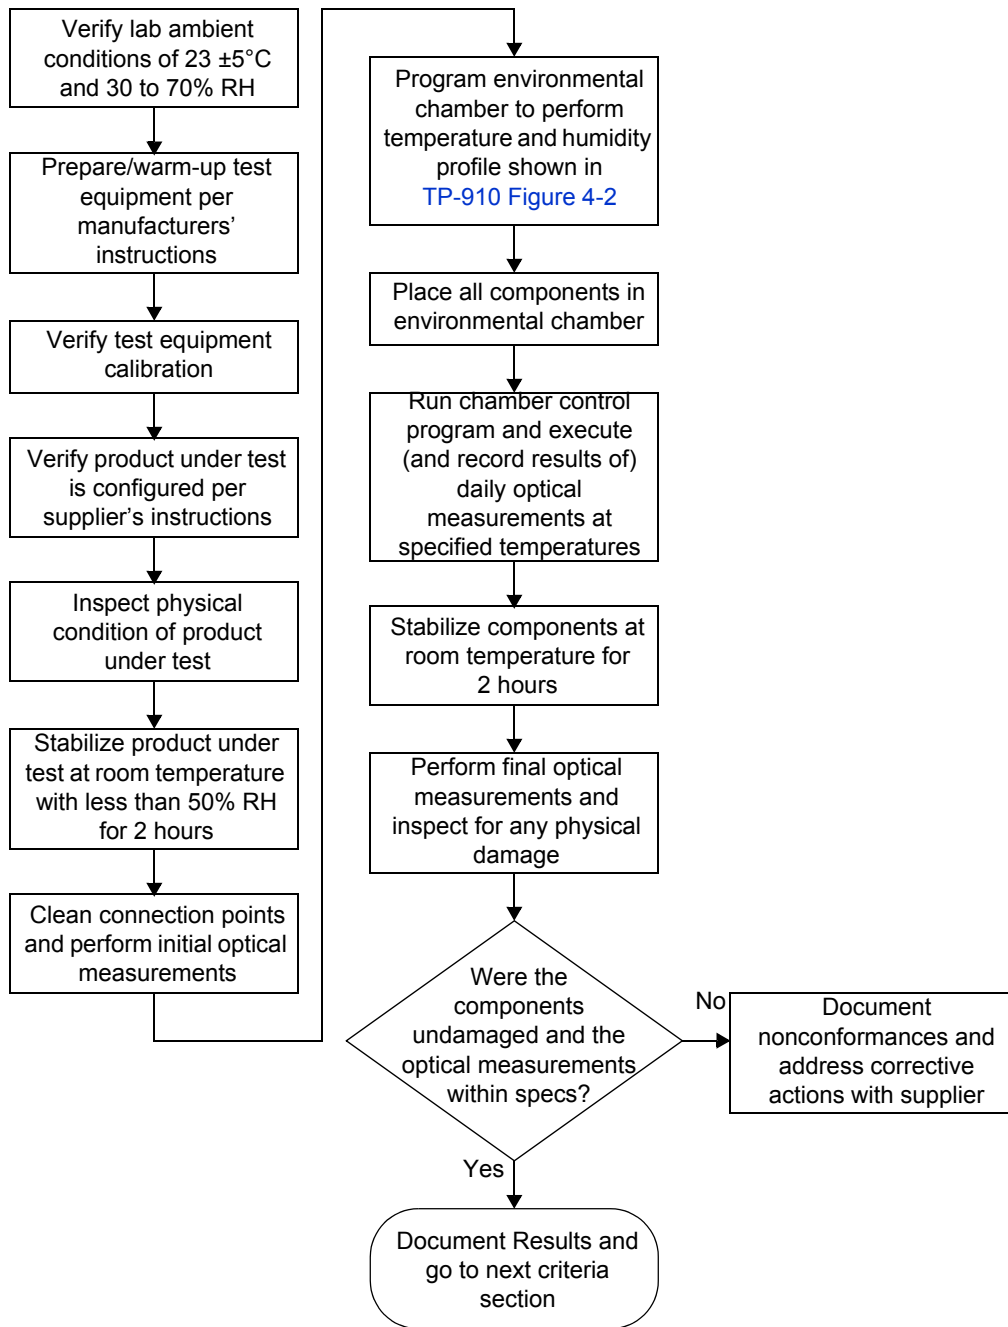 Verify lab ambient
conditions of 23 ±5°C
and 30 to 70% RH
Prepare/warm-up test
equipment per
manufacturers’
instructions
Verify test equipment
calibration
Verify product under test
is configured per
supplier’s instructions
Inspect physical
condition of product
under test
Stabilize product under
test at room temperature
with less than 50% RH
for 2 hours
Clean connection points
and perform initial optical
measurements
Program environmental
chamber to perform
temperature and humidity
profile shown in
TP-910 Figure 4-2
Place all components in
environmental chamber
Run chamber control
program and execute
(and record results of)
daily optical
measurements at
specified temperatures
Stabilize components at
room temperature for
2 hours
Perform final optical
measurements and
inspect for any physical
damage
Were the
components
undamaged and the
optical measurements
within specs?
No
Document
nonconformances and
address corrective
actions with supplier
Yes
Document Results and
go to next criteria
section